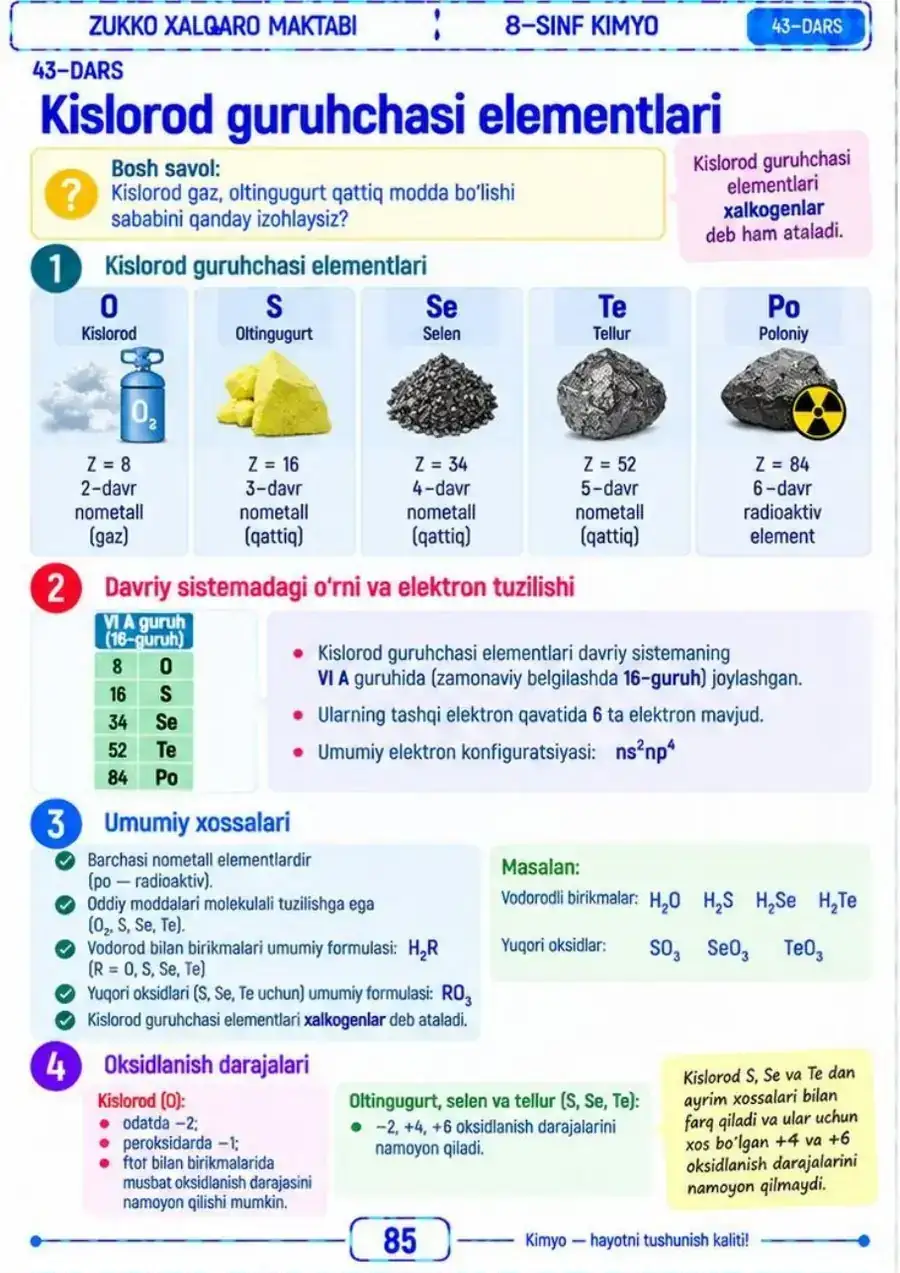 ZUKKO XALQARO MAKTABI
8-SINF KIMYO
43-DARS
43-DARS
Kislorod guruhchasi elementlari
?
Bosh savol:
Kislorod gaz, oltingugurt qattiq modda bo'lishi
sababini qanday izohlaysiz?
Kislorod guruhchasi
elementlari
xalkogenlar
deb ham ataladi.
1 Kislorod guruhchasi elementlari
O
Kislorod
O₂
Z = 8
2-davr
nometall
(gaz)
S
Oltingugurt
Z = 16
3-davr
nometall
(qattiq)
Se
Selen
Z = 34
4-davr
nometall
(qattiq)
Te
Tellur
Z = 52
5-davr
nometall
(qattiq)
Po
Poloniy
Z = 84
6-davr
radioaktiv
element
2 Davriy sistemadagi o'rni va elektron tuzilishi
VI A guruh
(16-guruh)
8 O
16 S
34 Se
52 Te
84 Po
• Kislorod guruhchasi elementlari davriy sistemaning
VI A guruhida (zamonaviy belgilashda 16-guruh) joylashgan.
• Ularning tashqi elektron qavatida 6 ta elektron mavjud.
• Umumiy elektron konfiguratsiyasi: ns²np⁴
3 Umumiy xossalari
Barchasi nometall elementlardir
(po — radioaktiv).
Oddiy moddalari molekulali tuzilishga ega
(O₂, S, Se, Te).
Vodorod bilan birikmalari umumiy formulasi: H₂R
(R = O, S, Se, Te)
Yuqori oksidlari (S, Se, Te uchun) umumiy formulasi: RO₃
Kislorod guruhchasi elementlari xalkogenlar deb ataladi.
Masalan:
Vodorodli birikmalar: H₂O H₂S H₂Se H₂Te
Yuqori oksidlar: SO₃ SeO₃ TeO₃
4 Oksidlanish darajalari
Kislorod (O):
• odatda −2;
• peroksidarda −1;
• ftor bilan birikmalarida
musbat oksidlanish darajasini
namoyon qilishi mumkin.
Oltingugurt, selen va tellur (S, Se, Te):
• −2, +4, +6 oksidlanish darajalarini
namoyon qiladi.
Kislorod S, Se va Te dan
ayrim xossalari bilan
farq qiladi va ular uchun
xos bo'lgan +4 va +6
oksidlanish darajalarini
namoyon qilmaydi.
85
Kimyo — hayotni tushunish kaliti!